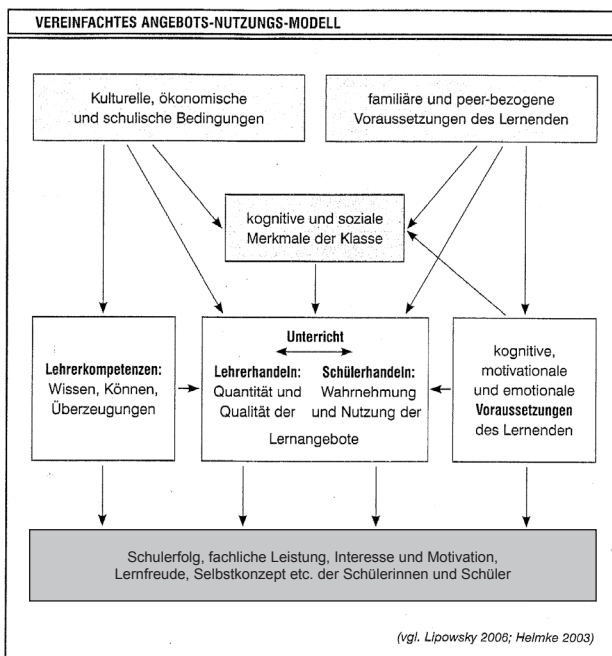 VEREINFACHTES ANGEBOTS-NUTZUNGS-MODELL
Kulturelle, ökonomische
und schulische Bedingungen
familiäre und peer-bezogene
Voraussetzungen des Lernenden
kognitive und soziale
Merkmale der Klasse
Lehrerkompetenzen:
Wissen, Können,
Überzeugungen
Unterricht
Lehrerhandeln:
Quantität und
Qualität der
Schülerhandeln:
Wahrnehmung
und Nutzung der
Lernangebote
kognitive,
motivationale
und emotionale
Voraussetzungen
des Lernenden
Schulerfolg, fachliche Leistung, Interesse und Motivation,
Lernfreude, Selbstkonzept etc. der Schülerinnen und Schüler
(vgl. Lipowsky 2006; Helmke 2003)